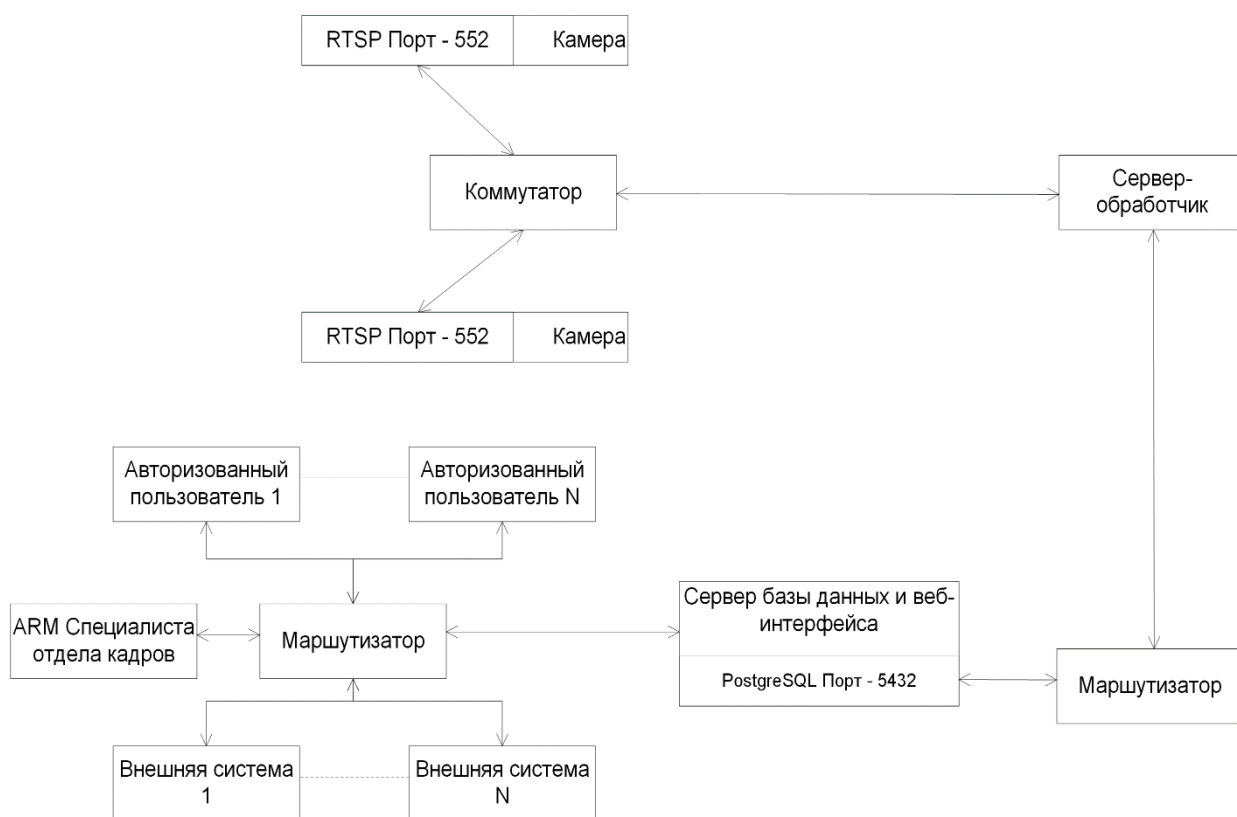 RTSP Порт - 552
Камера
Коммутатор
Сервер-
обработчик
RTSP Порт - 552
Камера
Авторизованный
пользователь 1
Авторизованный
пользователь N
Сервер базы данных и веб-
интерфейса
ARM Специалиста
отдела кадров
Маршутизатор
PostgreSQL Порт - 5432
Маршутизатор
Внешняя система
1
Внешняя система
N